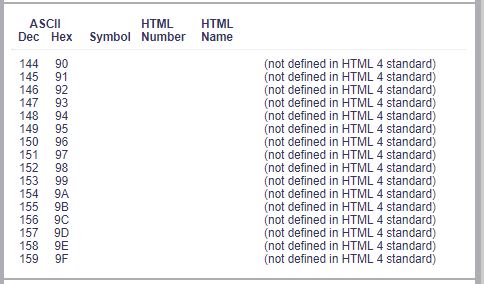 ASCII HTML HTML
Dec Hex Symbol Number Name
144 90 (not defined in HTML 4 standard)
145 91 (not defined in HTML 4 standard)
146 92 (not defined in HTML 4 standard)
147 93 (not defined in HTML 4 standard)
148 94 (not defined in HTML 4 standard)
149 95 (not defined in HTML 4 standard)
150 96 (not defined in HTML 4 standard)
151 97 (not defined in HTML 4 standard)
152 98 (not defined in HTML 4 standard)
153 99 (not defined in HTML 4 standard)
154 9A (not defined in HTML 4 standard)
155 9B (not defined in HTML 4 standard)
156 9C (not defined in HTML 4 standard)
157 9D (not defined in HTML 4 standard)
158 9E (not defined in HTML 4 standard)
159 9F (not defined in HTML 4 standard)